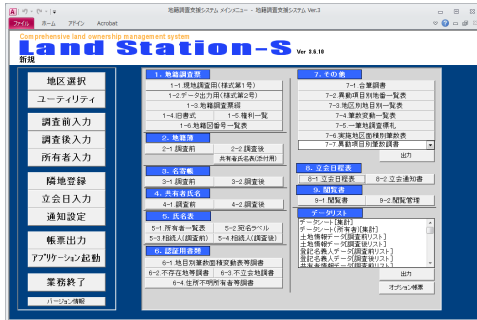 地籍調査支援システム メインメニュー - 地籍調査支援システム Ver.3
ファイル ホーム アドイン Acrobat
Comprehensive land ownership management system
Land Station-S Ver 3.6.10
新規
地区選択
ユーティリティ
調査前入力
調査後入力
所有者入力
隣地登録
立会日入力
通知設定
帳票出力
アプリケーション起動
業務終了
バージョン情報
1. 地籍調査票
1-1.現地調査用(様式第1号)
1-2.データ出力用(様式第2号)
1-3.地籍調査票綴
1-4.旧書式 1-5.権利一覧
1-6.地籍図番号一覧表
2. 地籍簿
2-1 調査前 2-2 調査後
共有者氏名表(添付用)
3. 名寄帳
3-1 調査前 3-2 調査後
4. 共有者氏名
4-1 調査前 4-2 調査後
5. 氏名表
5-1 所有者一覧表 5-2 宛名ラベル
5-3 相続人(調査前) 5-4 相続人(調査後)
6. 認証用書類
6-1 地目別筆数面積変動表等調書
6-2 不存在地等調書 6-3 不立会地調書
6-4 住所不明所有者等調書
7. その他
7-1 合筆調書
7-2 異動項目別地番一覧表
7-3 地区別地目別一覧表
7-4 筆数変動一覧表
7-5.一筆地調査標札
7-6 実施地区面積別筆数表
7-7 異動項目別筆数調書
出力
8. 立会日程表
8-1 立会日程表 8-2 立会通知書
9. 閲覧書
9-1 閲覧書 9-2 閲覧管理
データリスト
データシート[集計]
データシート(所有者)[集計]
土地情報データ[調査前リスト]
土地情報データ[調査後リスト]
登記名義人データ[調査前リスト]
登記名義人データ[調査後リスト]
出力
オプション帳票